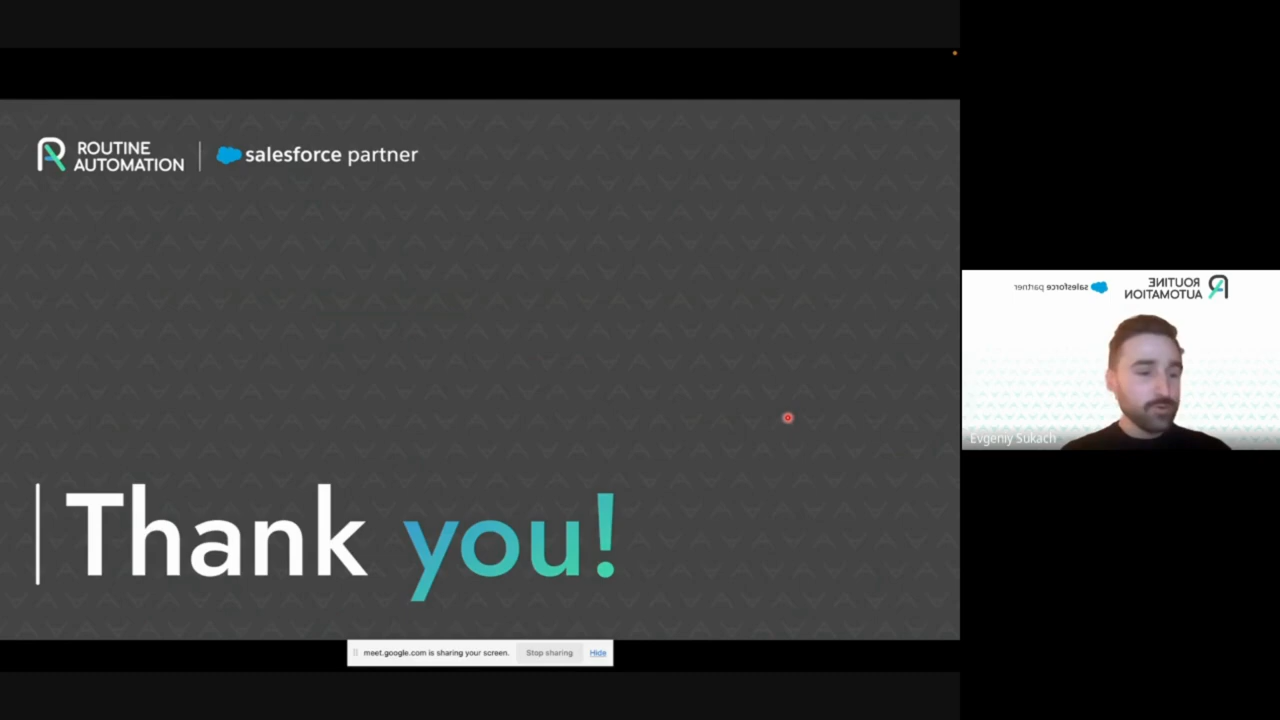 ROUTINE
AUTOMATION
salesforce partner
Thank you!
meet.google.com is sharing your screen.
Stop sharing
Hide
salesforce partner
ROUTINE
AUTOMATION
Evgeniy Sukach